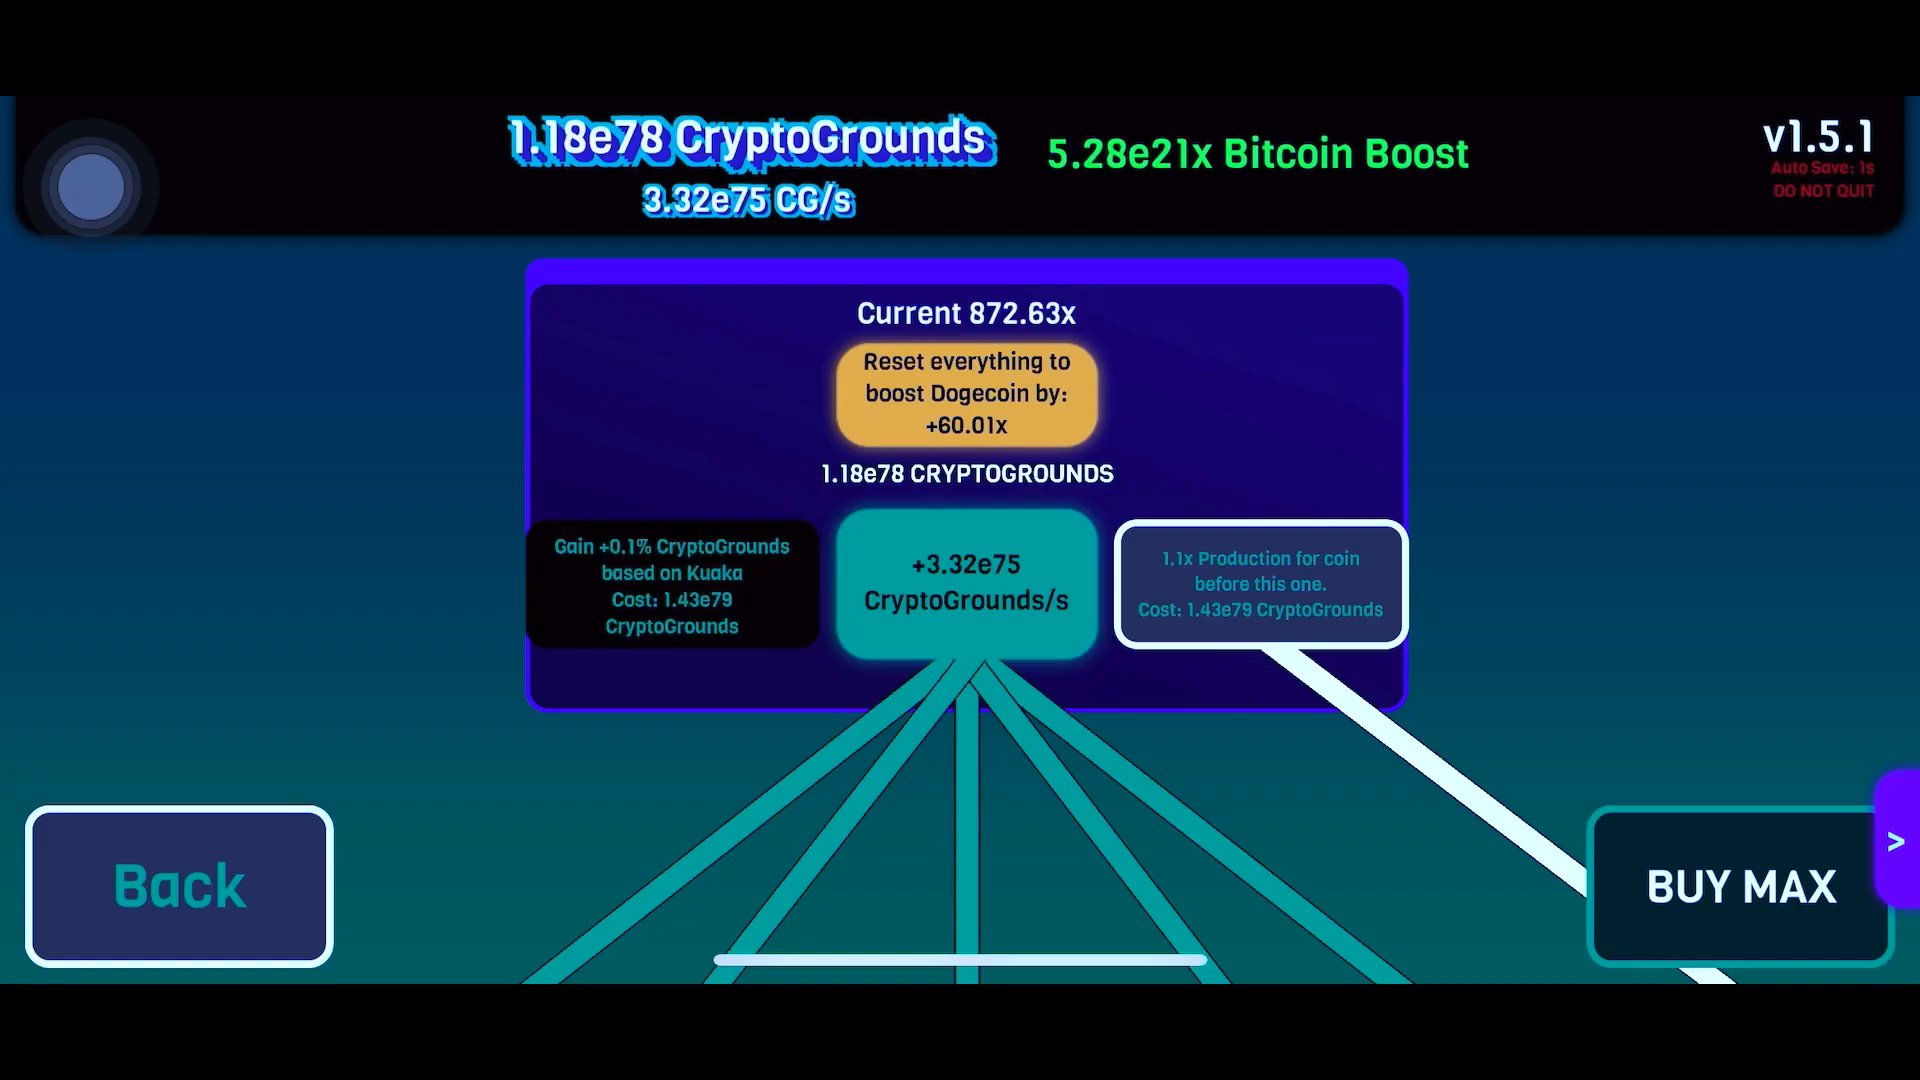 1.18e78 CryptoGrounds
3.32e75 CG/s
5.28e21x Bitcoin Boost
v1.5.1
Auto Save: 1s
DO NOT QUIT
Current 872.63x
Reset everything to
boost Dogecoin by:
+60.01x
1.18e78 CRYPTOGROUNDS
Gain +0.1% CryptoGrounds
based on Kuaka
Cost: 1.43e79
CryptoGrounds
+3.32e75
CryptoGrounds/s
1.1x Production for coin
before this one.
Cost: 1.43e79 CryptoGrounds
Back
BUY MAX
>